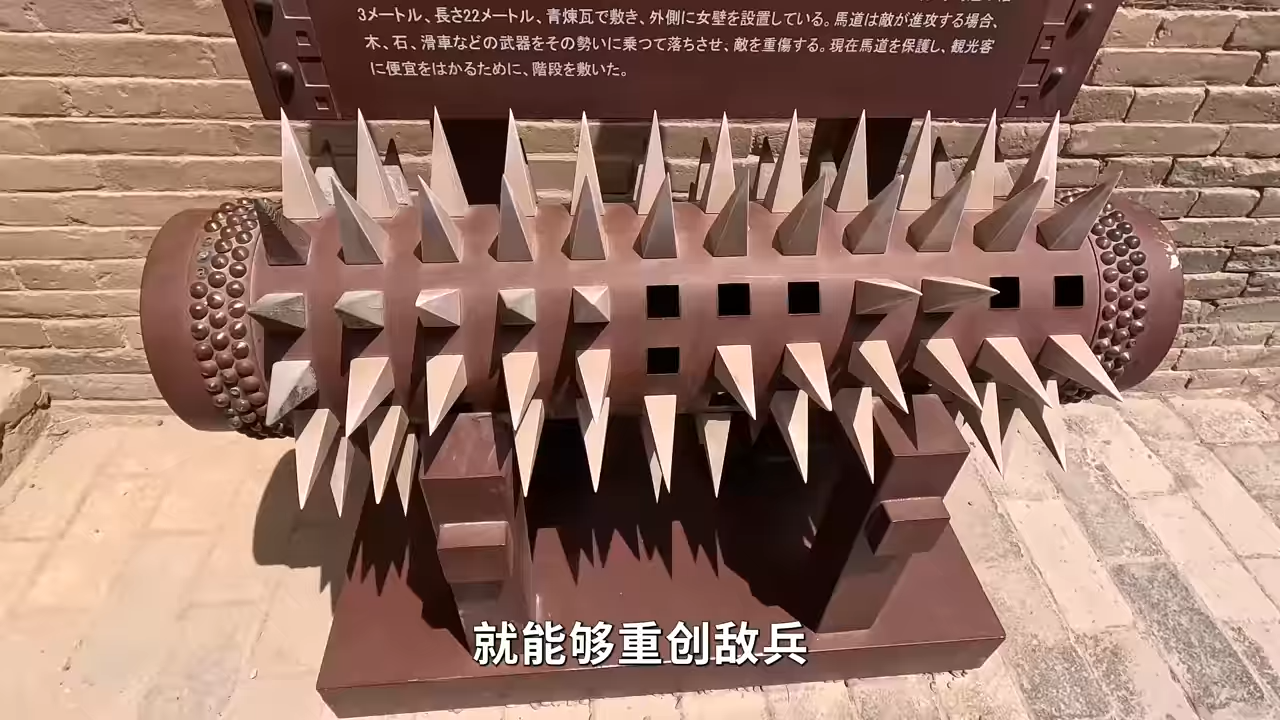 3メートル、長さ22メートル、青煉瓦で敷き、外側に女壁を設置している。馬道は敵が進攻する場合、
木、石、滑車などの武器をその勢いに乗つて落ちさせ、敵を重傷する。現在馬道を保護し、観光客
に便宜をはかるために、階段を敷いた。
就能够重创敌兵